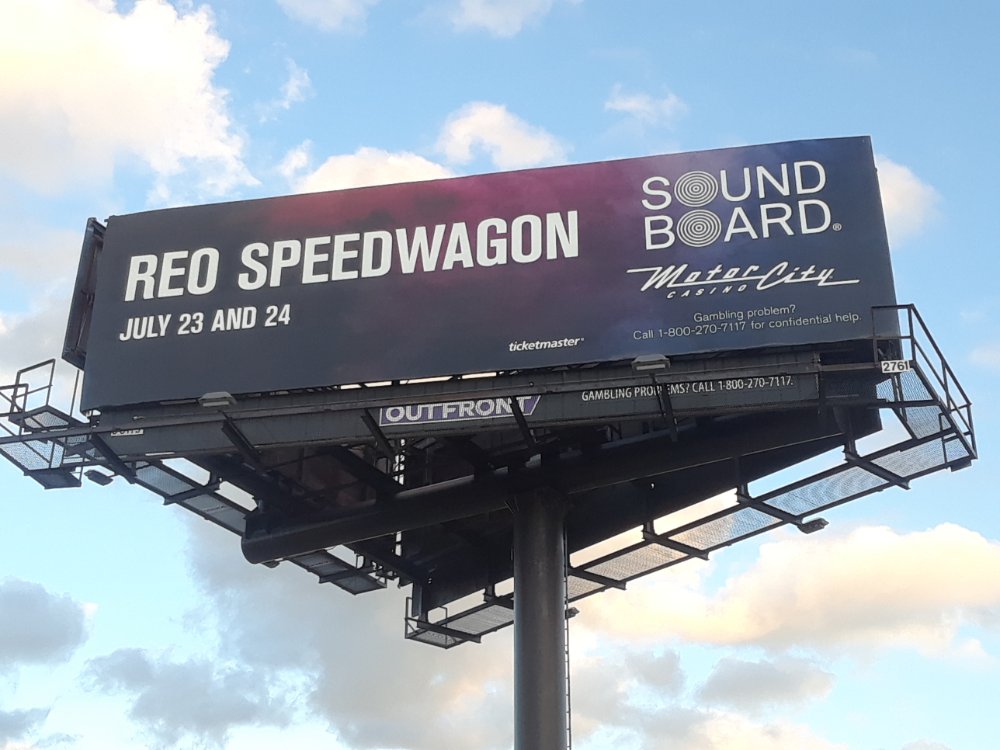 REO SPEEDWAGON
JULY 23 AND 24
ticketmaster®
SOUND
BOARD®
MotorCity
CASINO
Gambling problem?
Call 1-800-270-7117 for confidential help.
2761
OUTFRONT/
GAMBLING PROBLEMS? CALL 1-800-270-7117.